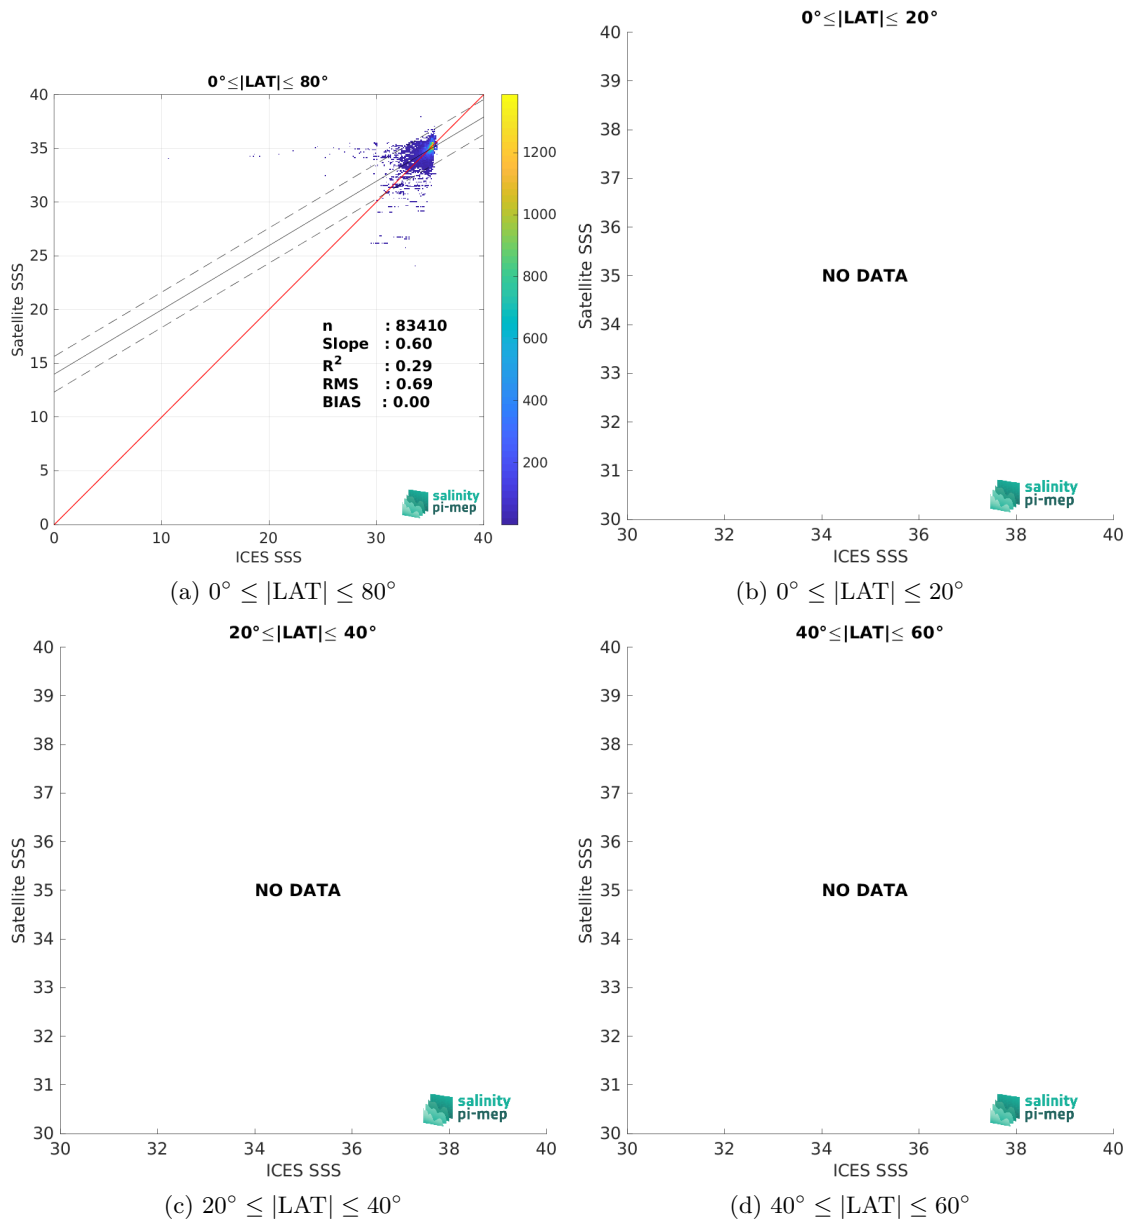 0°≤|LAT|≤ 80°
40
35
30
25
20
15
10
5
0
Satellite SSS
0
10
20
30
40
ICES SSS
1200
1000
800
600
400
200
n : 83410
Slope : 0.60
R² : 0.29
RMS : 0.69
BIAS : 0.00
salinity
pi-mep
(a) 0° ≤ |LAT| ≤ 80°
0°≤|LAT|≤ 20°
40
39
38
37
36
35
34
33
32
31
30
Satellite SSS
NO DATA
salinity
pi-mep
30
32
34
36
38
40
ICES SSS
(b) 0° ≤ |LAT| ≤ 20°
20°≤|LAT|≤ 40°
40
39
38
37
36
35
34
33
32
31
30
Satellite SSS
NO DATA
salinity
pi-mep
30
32
34
36
38
40
ICES SSS
(c) 20° ≤ |LAT| ≤ 40°
40°≤|LAT|≤ 60°
40
39
38
37
36
35
34
33
32
31
30
Satellite SSS
NO DATA
salinity
pi-mep
30
32
34
36
38
40
ICES SSS
(d) 40° ≤ |LAT| ≤ 60°